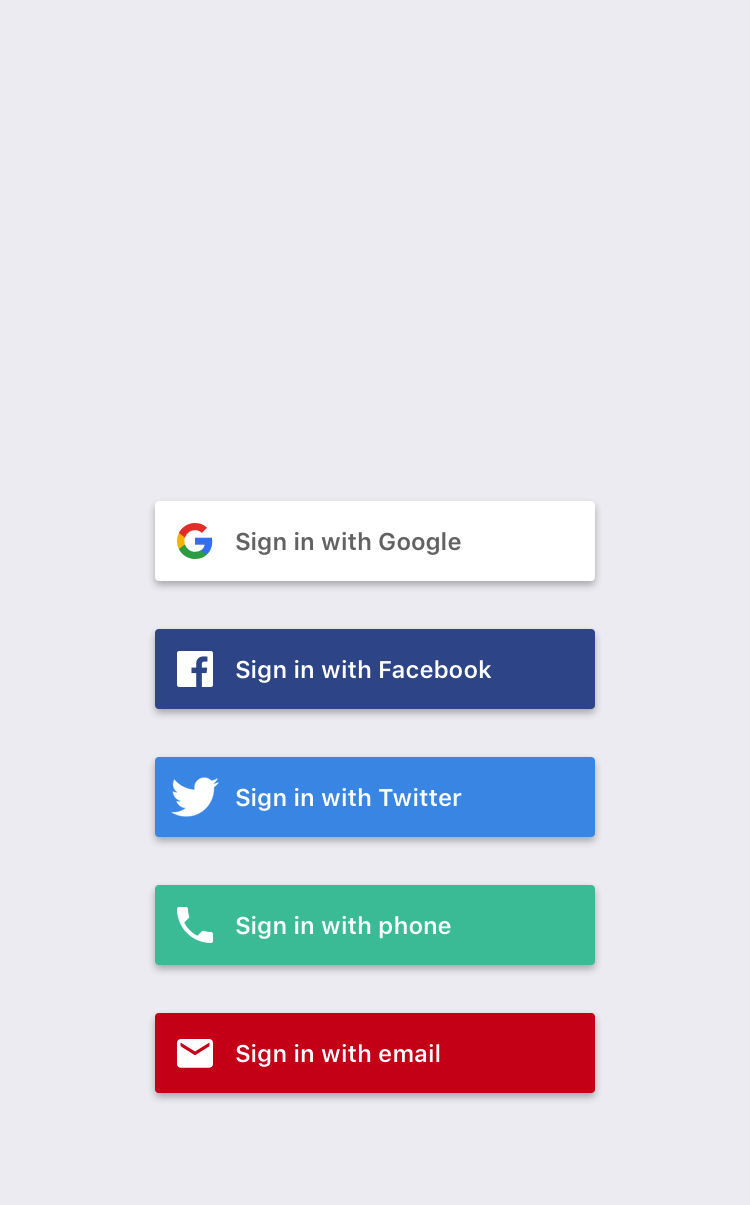 Sign in with Google
Sign in with Facebook
Sign in with Twitter
Sign in with phone
Sign in with email